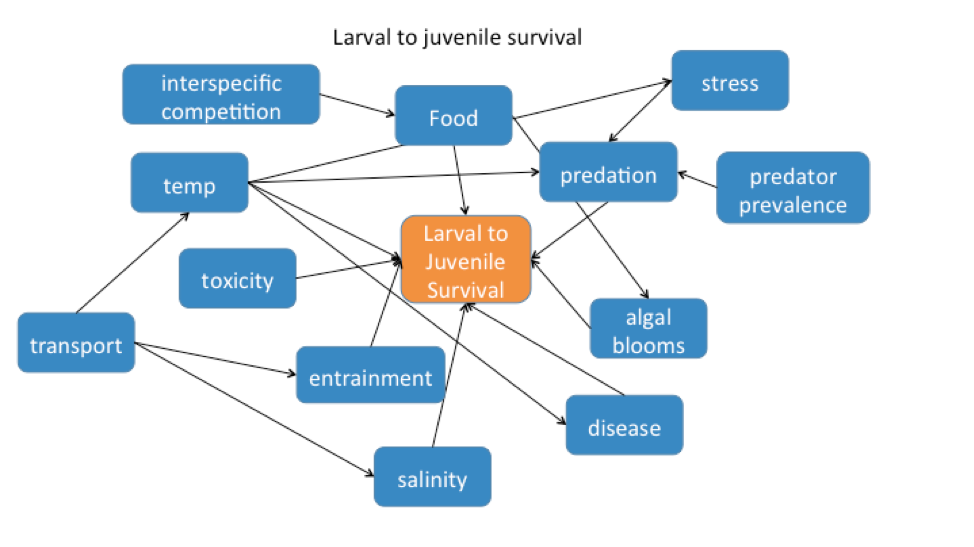 Larval to juvenile survival
interspecific
competition
Food
stress
temp
predation
predator
prevalence
Larval to
Juvenile
Survival
toxicity
transport
algal
blooms
entrainment
disease
salinity